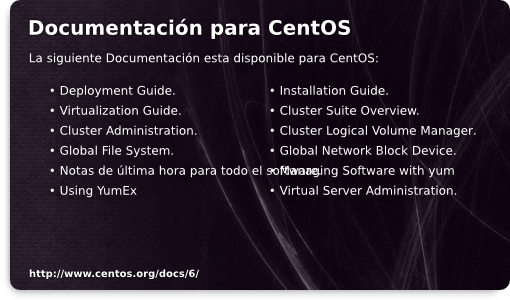 Documentación para CentOS
La siguiente Documentación esta disponible para CentOS:
• Deployment Guide.
• Virtualization Guide.
• Cluster Administration.
• Global File System.
• Notas de última hora para todo el software.
• Using YumEx
• Installation Guide.
• Cluster Suite Overview.
• Cluster Logical Volume Manager.
• Global Network Block Device.
• Managing Software with yum
• Virtual Server Administration.
http://www.centos.org/docs/6/